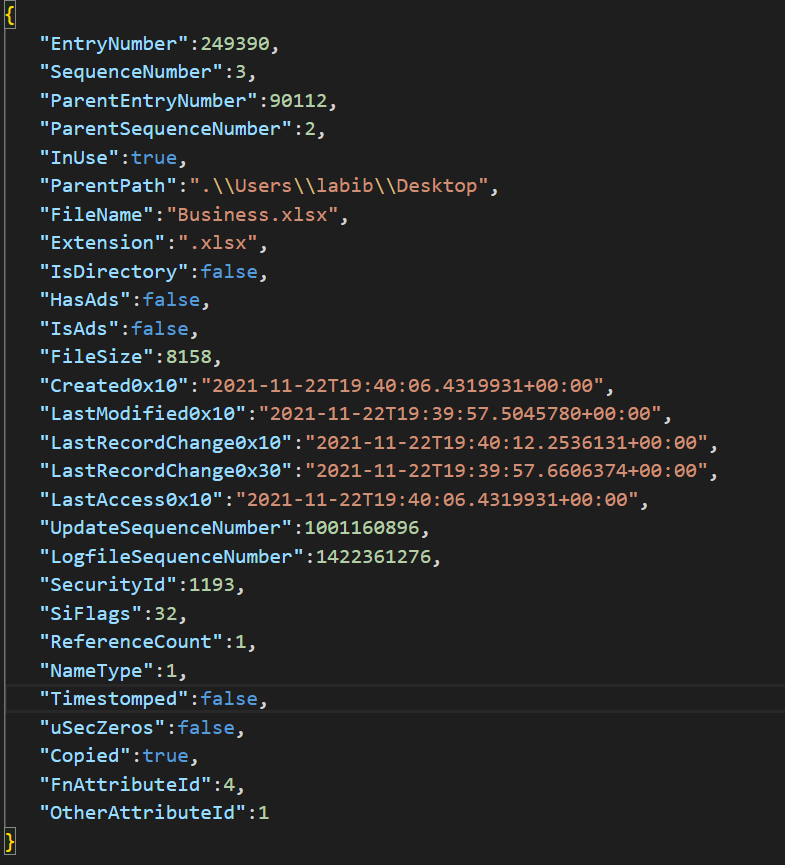 {
"EntryNumber":249390,
"SequenceNumber":3,
"ParentEntryNumber":90112,
"ParentSequenceNumber":2,
"InUse":true,
"ParentPath":".\\Users\\labib\\Desktop",
"FileName":"Business.xlsx",
"Extension":".xlsx",
"IsDirectory":false,
"HasAds":false,
"IsAds":false,
"FileSize":8158,
"Created0x10":"2021-11-22T19:40:06.4319931+00:00",
"LastModified0x10":"2021-11-22T19:39:57.5045780+00:00",
"LastRecordChange0x10":"2021-11-22T19:40:12.2536131+00:00",
"LastRecordChange0x30":"2021-11-22T19:39:57.6606374+00:00",
"LastAccess0x10":"2021-11-22T19:40:06.4319931+00:00",
"UpdateSequenceNumber":1001160896,
"LogfileSequenceNumber":1422361276,
"SecurityId":1193,
"SiFlags":32,
"ReferenceCount":1,
"NameType":1,
"Timestomped":false,
"uSecZeros":false,
"Copied":true,
"FnAttributeId":4,
"OtherAttributeId":1
}